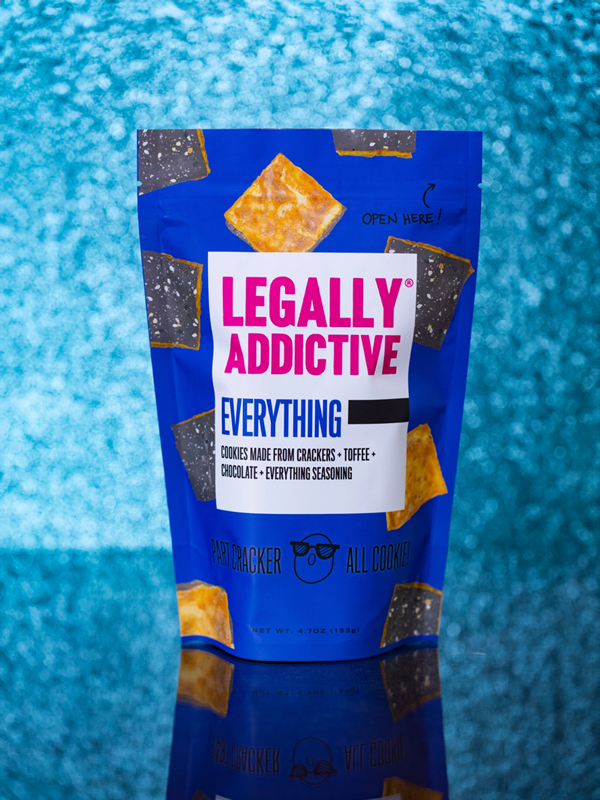 OPEN HERE!
LEGALLY®
ADDICTIVE
EVERYTHING
COOKIES MADE FROM CRACKERS + TOFFEE +
CHOCOLATE + EVERYTHING SEASONING
PART CRACKER ALL COOKIE!
NET WT. 4.7OZ (133g)